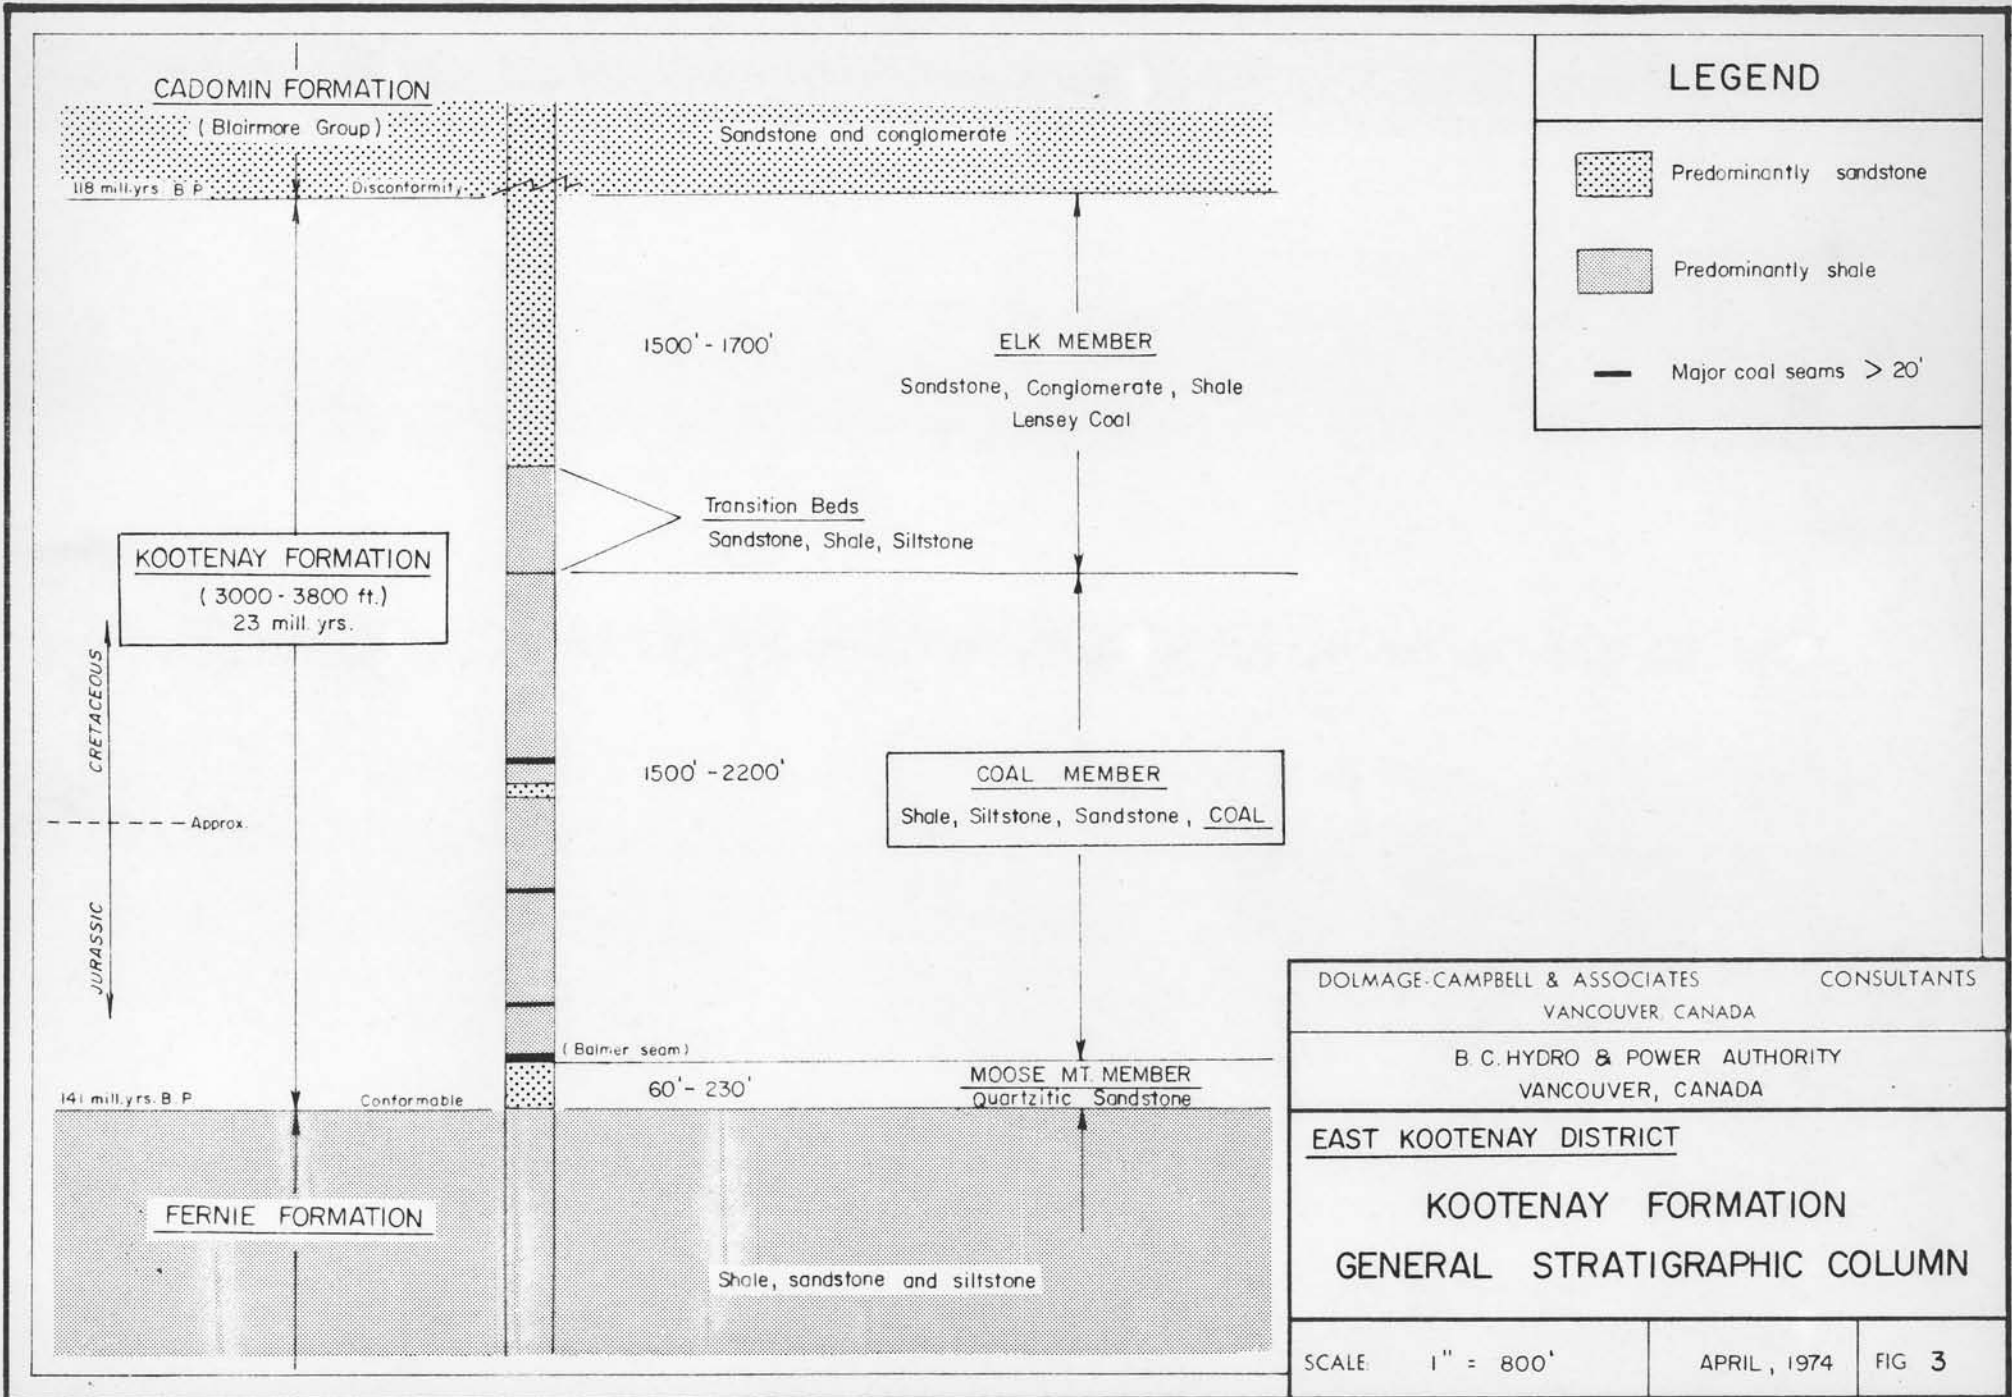 CADOMIN FORMATION
( Blairmore Group )
Sandstone and conglomerate
118 mill. yrs. B. P.
Disconformity
LEGEND
Predominantly sandstone
Predominantly shale
Major coal seams > 20'
1500' - 1700'
ELK MEMBER
Sandstone, Conglomerate, Shale
Lensey Coal
Transition Beds
Sandstone, Shale, Siltstone
KOOTENAY FORMATION
( 3000 - 3800 ft.)
23 mill. yrs.
CRETACEOUS
Approx.
JURASSIC
1500' - 2200'
COAL MEMBER
Shale, Siltstone, Sandstone, COAL
( Balmer seam )
60' - 230'
MOOSE MT. MEMBER
Quartzitic Sandstone
141 mill. yrs. B. P.
Conformable
FERNIE FORMATION
Shale, sandstone and siltstone
DOLMAGE-CAMPBELL & ASSOCIATES CONSULTANTS
VANCOUVER, CANADA
B. C. HYDRO & POWER AUTHORITY
VANCOUVER, CANADA
EAST KOOTENAY DISTRICT
KOOTENAY FORMATION
GENERAL STRATIGRAPHIC COLUMN
SCALE: 1" = 800'
APRIL, 1974
FIG 3